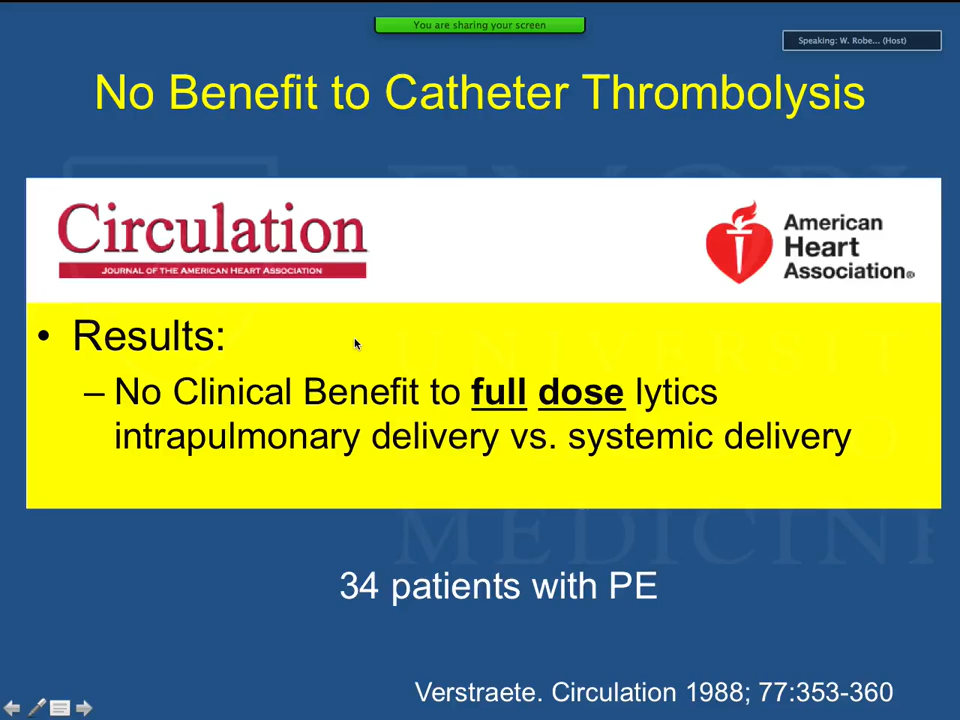 You are sharing your screen
Speaking: W. Robe... (Host)
No Benefit to Catheter Thrombolysis
Circulation
JOURNAL OF THE AMERICAN HEART ASSOCIATION
American
Heart
Association®
• Results:
– No Clinical Benefit to full dose lytics
intrapulmonary delivery vs. systemic delivery
MEDICINE
34 patients with PE
Verstraete. Circulation 1988; 77:353-360